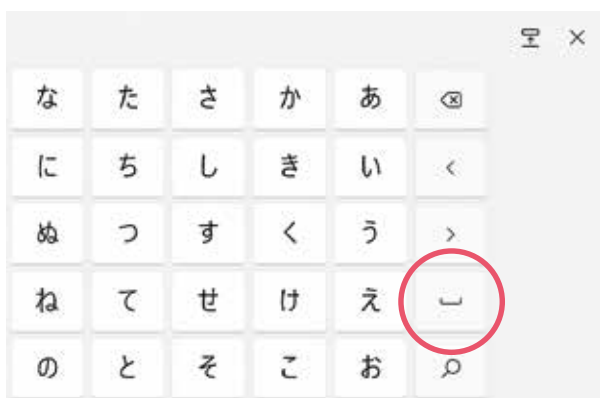 な た さ か あ
に ち し き い <
ぬ つ す く う >
ね て せ け え
の と そ こ お